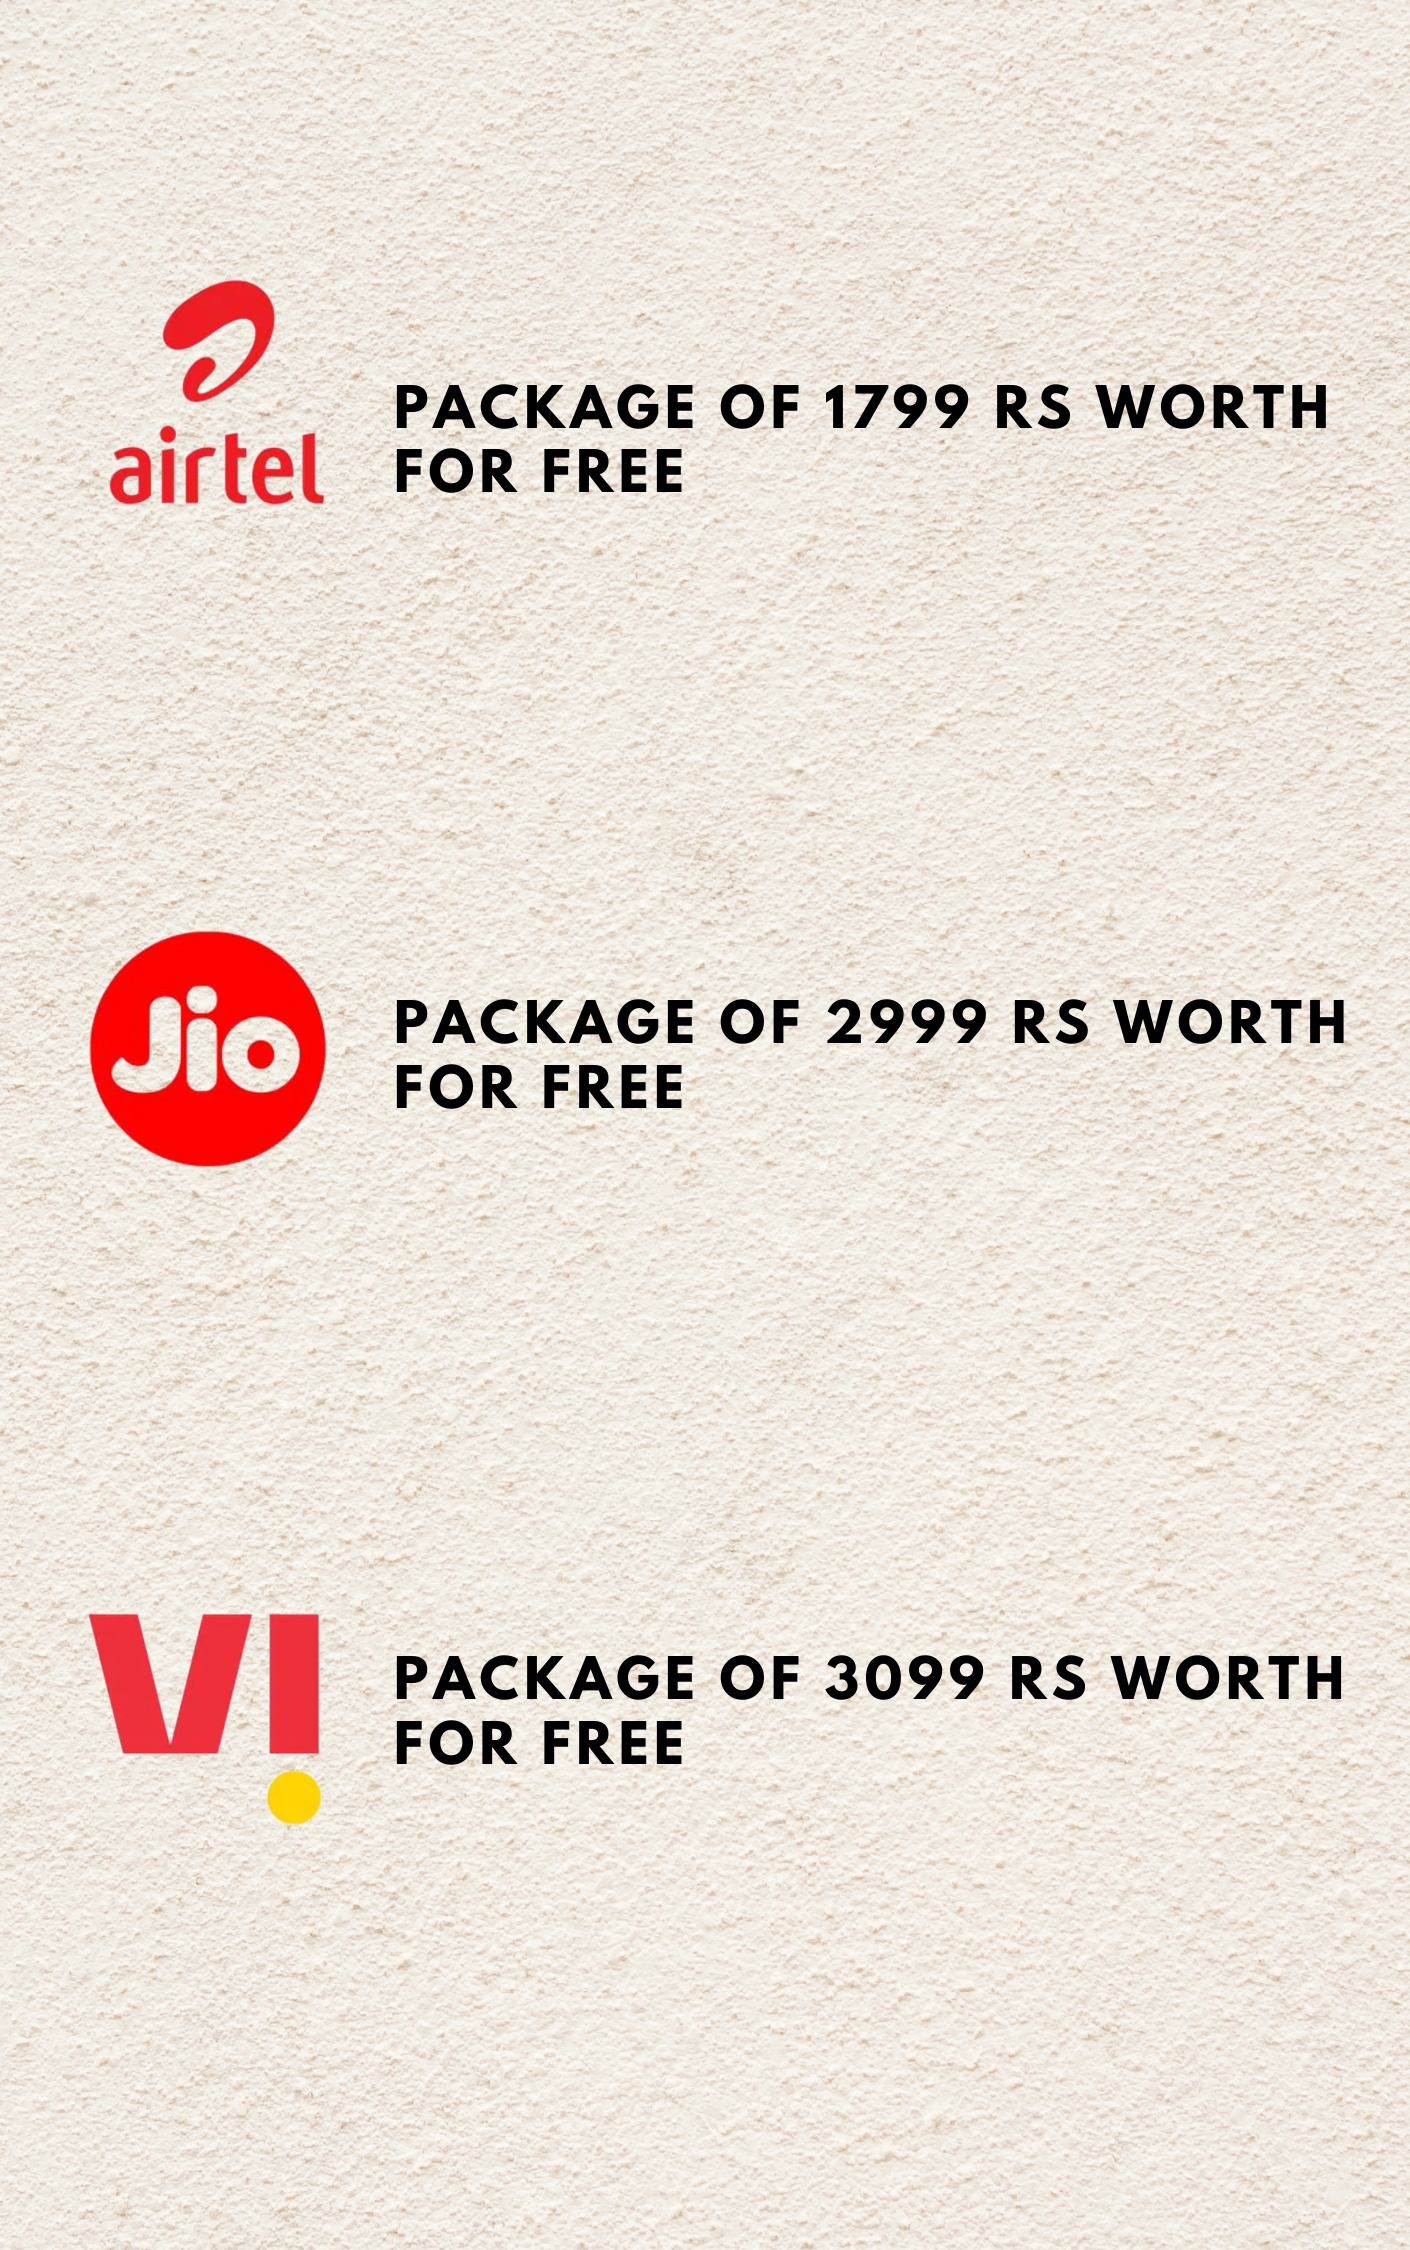 airtel
PACKAGE OF 1799 RS WORTH
FOR FREE
Jio
PACKAGE OF 2999 RS WORTH
FOR FREE
VI
PACKAGE OF 3099 RS WORTH
FOR FREE